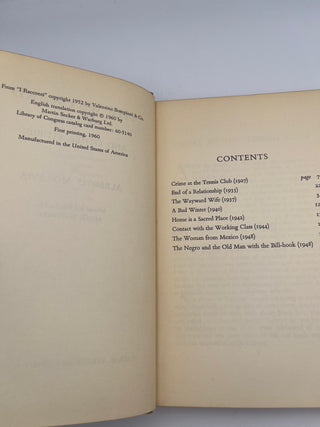 From "I Racconti" copyright 1952 by Valentino Bompiani & Co.
English translation copyright © 1960 by
Martin Secker & Warburg Ltd.
Library of Congress catalog card number: 60-5140
First printing, 1960
Manufactured in the United States of America
CONTENTS
Crime at the Tennis Club (1927) page 7
End of a Relationship (1933)
The Wayward Wife (1937)
A Bad Winter (1940)
Home is a Sacred Place (1942)
Contact with the Working Class (1944)
The Woman from Mexico (1948)
The Negro and the Old Man with the Bill-hook (1948)